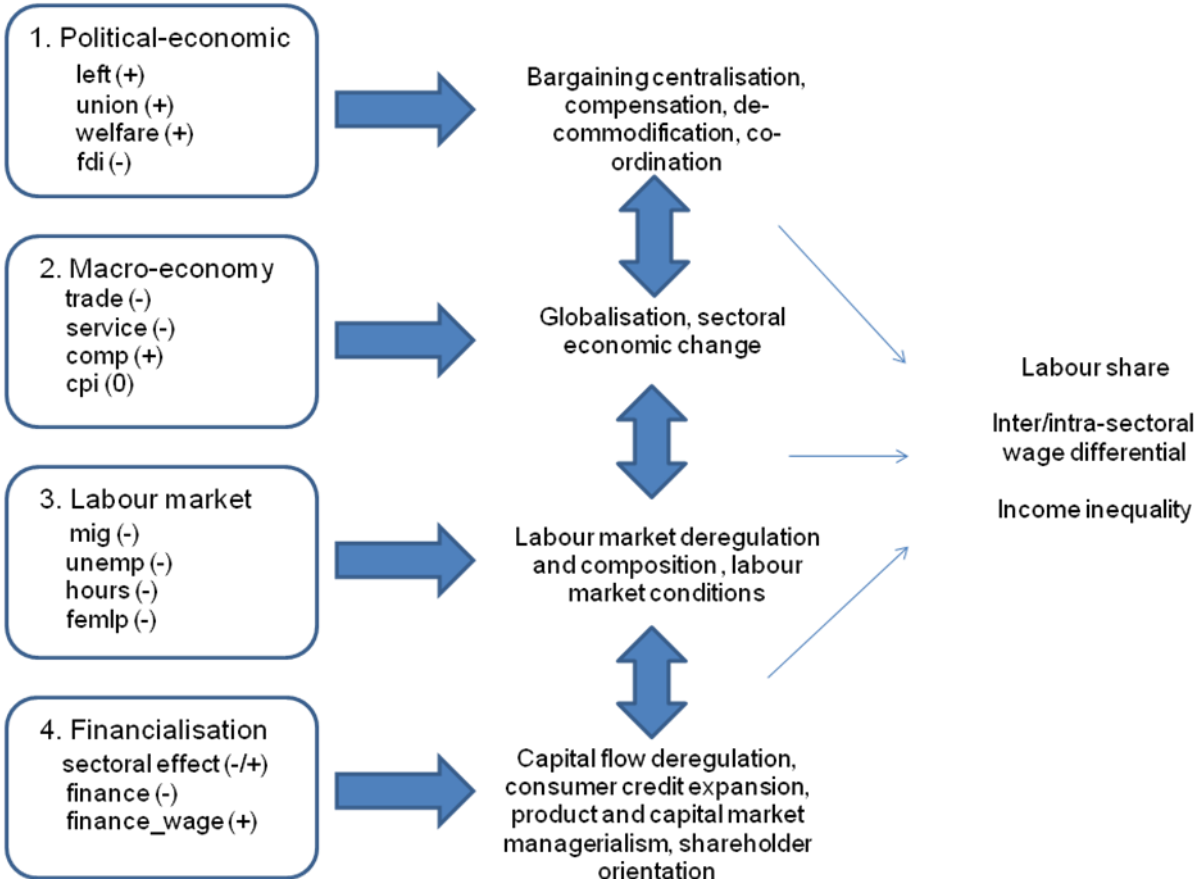 1. Political-economic
left (+)
union (+)
welfare (+)
fdi (-)
Bargaining centralisation,
compensation, de-
commodification, co-
ordination
2. Macro-economy
trade (-)
service (-)
comp (+)
cpi (0)
Globalisation, sectoral
economic change
3. Labour market
mig (-)
unemp (-)
hours (-)
femlp (-)
Labour market deregulation
and composition , labour
market conditions
4. Financialisation
sectoral effect (-/+)
finance (-)
finance_wage (+)
Capital flow deregulation,
consumer credit expansion,
product and capital market
managerialism, shareholder
orientation
Labour share
Inter/intra-sectoral
wage differential
Income inequality